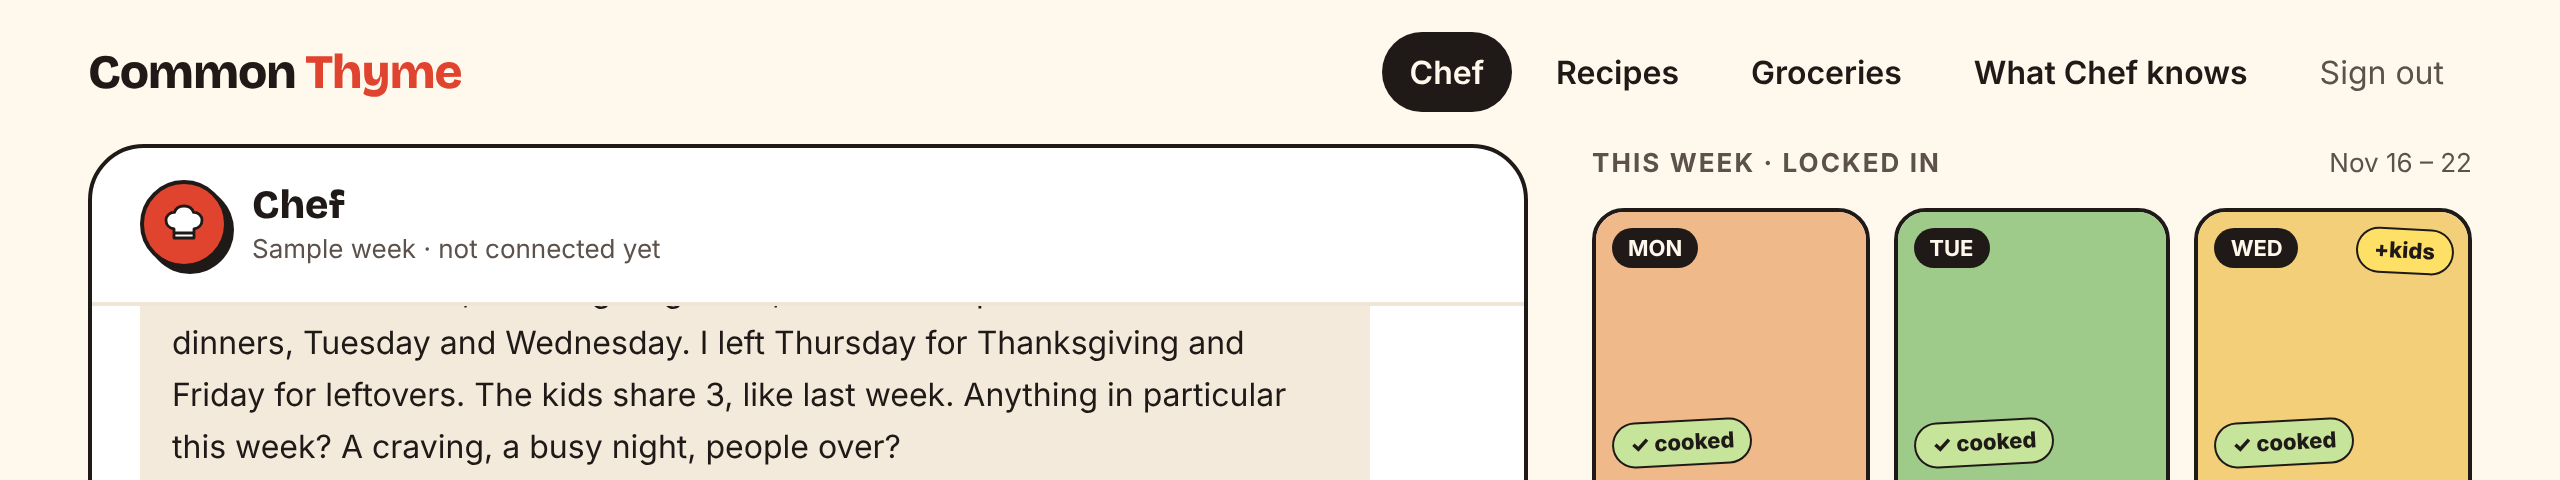 Common Thyme
Chef
Recipes
Groceries
What Chef knows
Sign out
Chef
Sample week · not connected yet
dinners, Tuesday and Wednesday. I left Thursday for Thanksgiving and
Friday for leftovers. The kids share 3, like last week. Anything in particular
this week? A craving, a busy night, people over?
THIS WEEK · LOCKED IN
Nov 16 – 22
MON
✓ cooked
TUE
✓ cooked
WED
+kids
✓ cooked